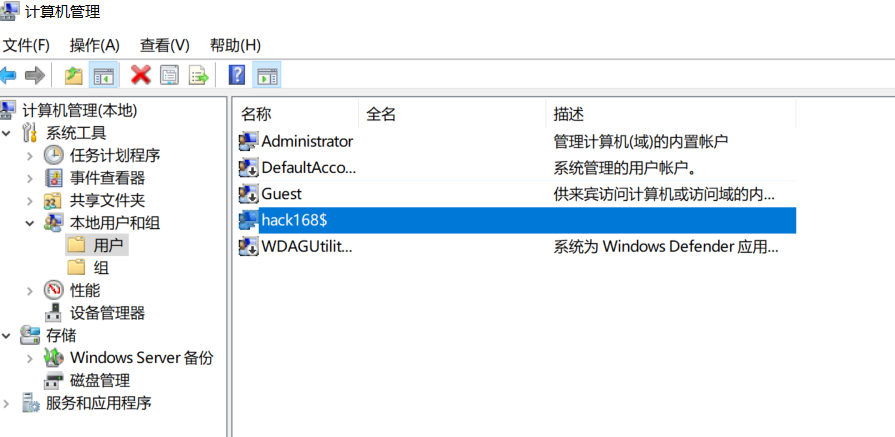 计算机管理
文件(F) 操作(A) 查看(V) 帮助(H)
计算机管理(本地)
系统工具
任务计划程序
事件查看器
共享文件夹
本地用户和组
用户
组
性能
设备管理器
存储
Windows Server 备份
磁盘管理
服务和应用程序
名称 全名 描述
Administrator 管理计算机(域)的内置帐户
DefaultAcco... 系统管理的用户帐户。
Guest 供来宾访问计算机或访问域的内...
hack168$
WDAGUtilit... 系统为 Windows Defender 应用...